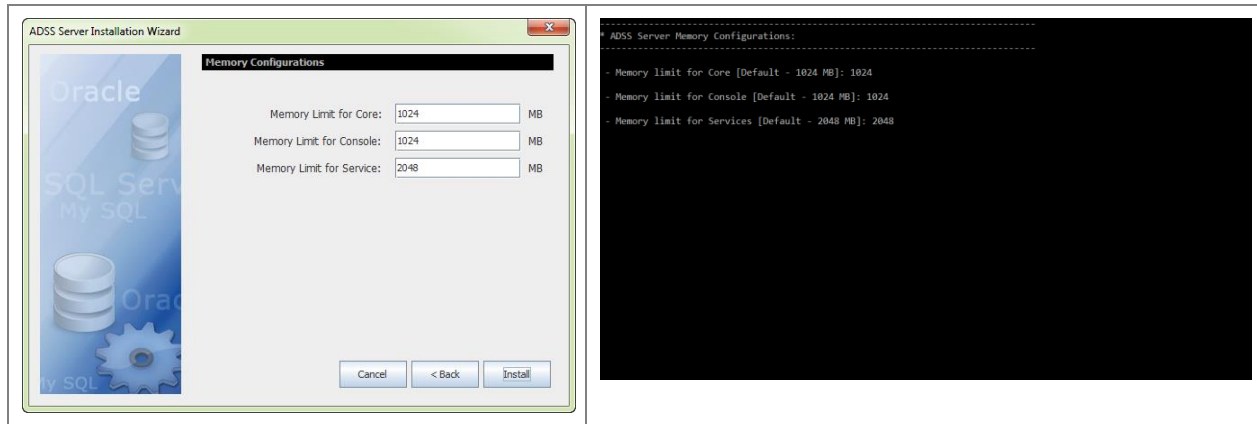 ADSS Server Installation Wizard
Memory Configurations
Oracle
SQL Serv
My SQL
Orac
ly SQL
Memory Limit for Core: 1024 MB
Memory Limit for Console: 1024 MB
Memory Limit for Service: 2048 MB
Cancel < Back Install
--------------------------------------------------------------------------------
* ADSS Server Memory Configurations:
--------------------------------------------------------------------------------
- Memory limit for Core [Default - 1024 MB]: 1024
- Memory limit for Console [Default - 1024 MB]: 1024
- Memory limit for Services [Default - 2048 MB]: 2048